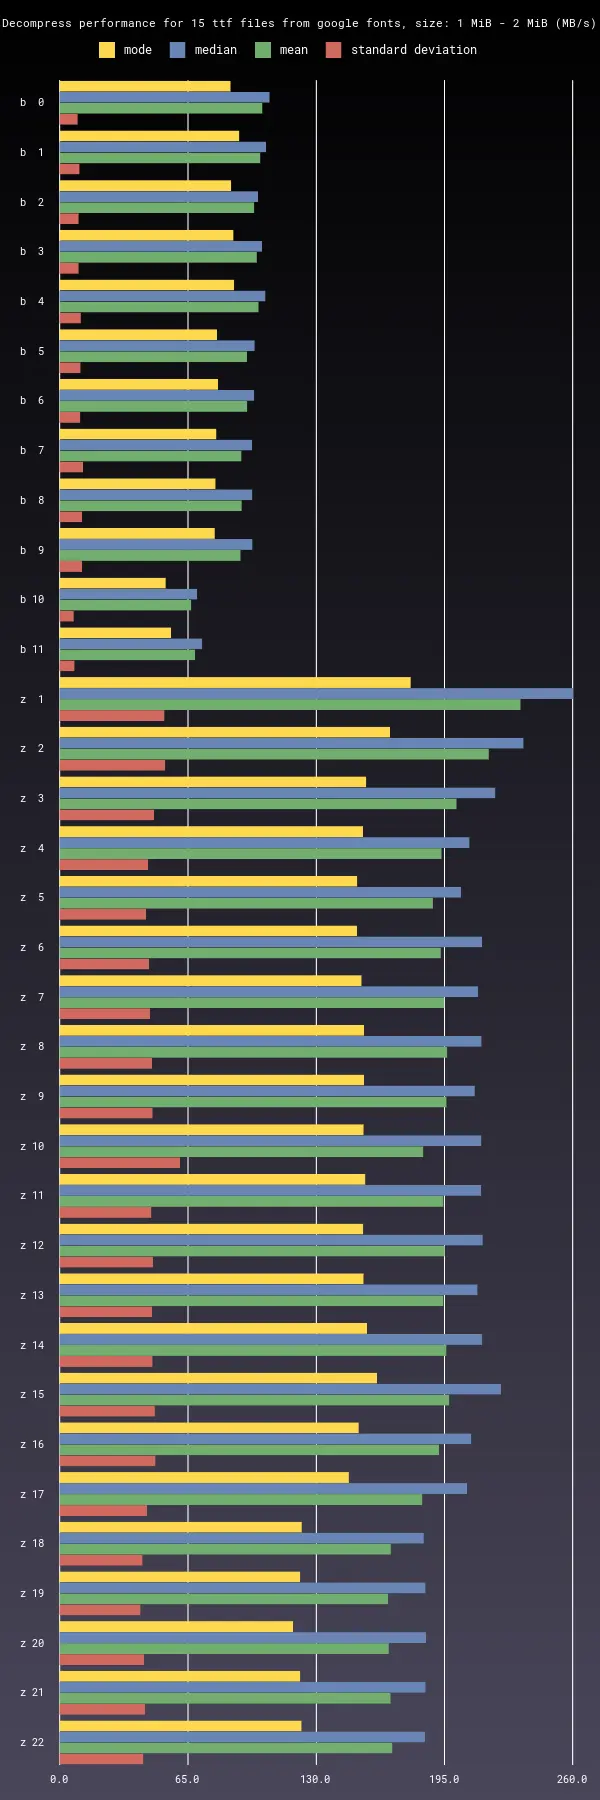 Decompress performance for 15 ttf files from google fonts, size: 1 MiB - 2 MiB (MB/s)
mode median mean standard deviation
b 0
b 1
b 2
b 3
b 4
b 5
b 6
b 7
b 8
b 9
b 10
b 11
z 1
z 2
z 3
z 4
z 5
z 6
z 7
z 8
z 9
z 10
z 11
z 12
z 13
z 14
z 15
z 16
z 17
z 18
z 19
z 20
z 21
z 22
0.0 65.0 130.0 195.0 260.0